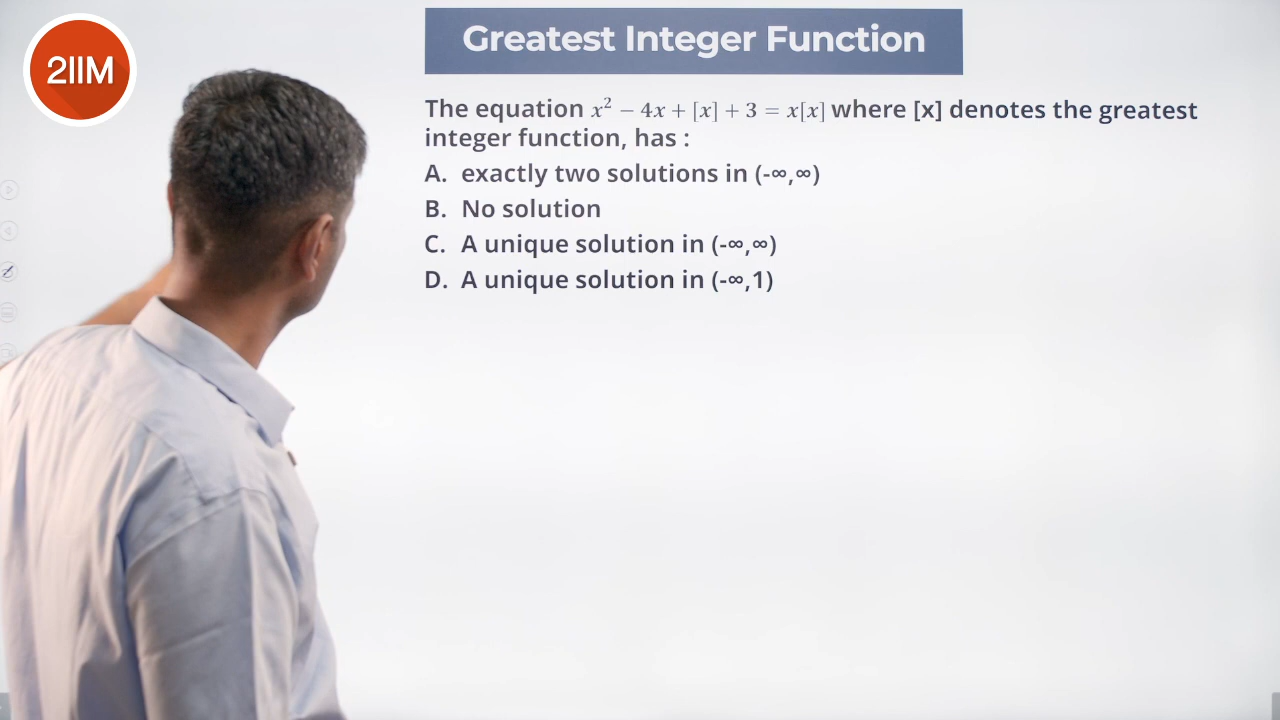 2IIM
Greatest Integer Function
The equation x² − 4x + [x] + 3 = x[x] where [x] denotes the greatest
integer function, has :
A. exactly two solutions in (-∞,∞)
B. No solution
C. A unique solution in (-∞,∞)
D. A unique solution in (-∞,1)